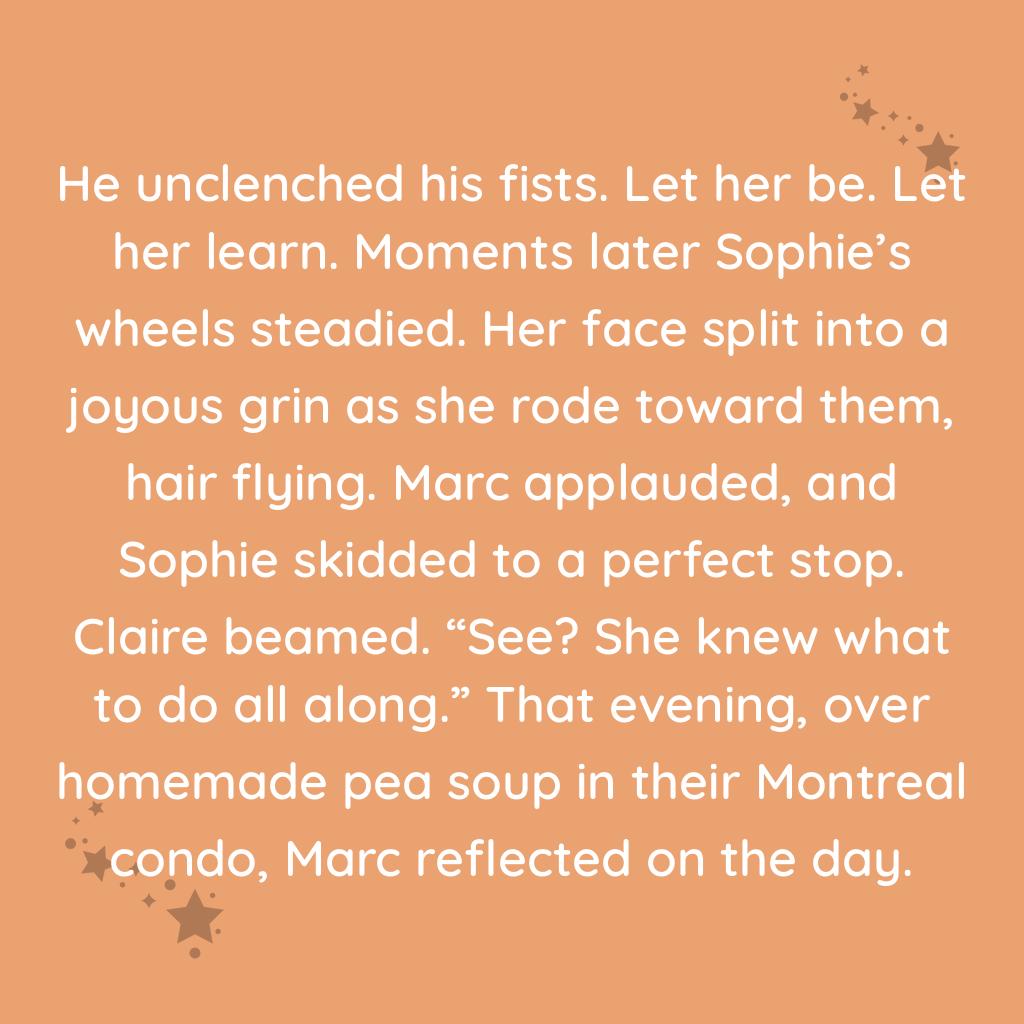 He unclenched his fists. Let her be. Let
her learn. Moments later Sophie’s
wheels steadied. Her face split into a
joyous grin as she rode toward them,
hair flying. Marc applauded, and
Sophie skidded to a perfect stop.
Claire beamed. “See? She knew what
to do all along.” That evening, over
homemade pea soup in their Montreal
condo, Marc reflected on the day.